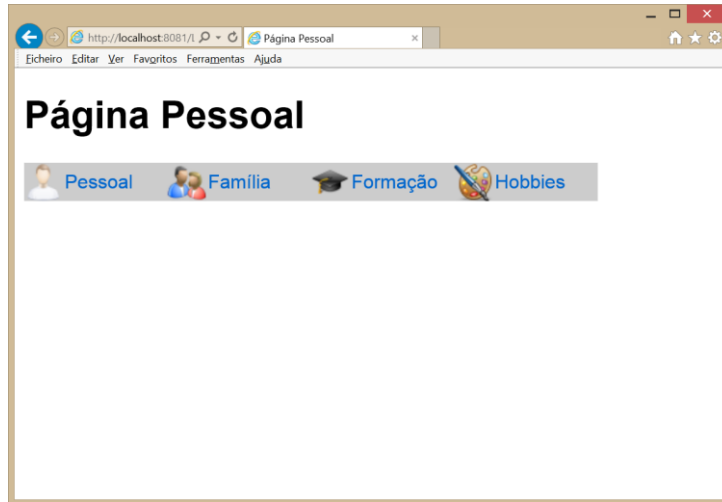 http://localhost:8081/l
Página Pessoal
Ficheiro Editar Ver Favoritos Ferramentas Ajuda
Página Pessoal
Pessoal Família Formação Hobbies